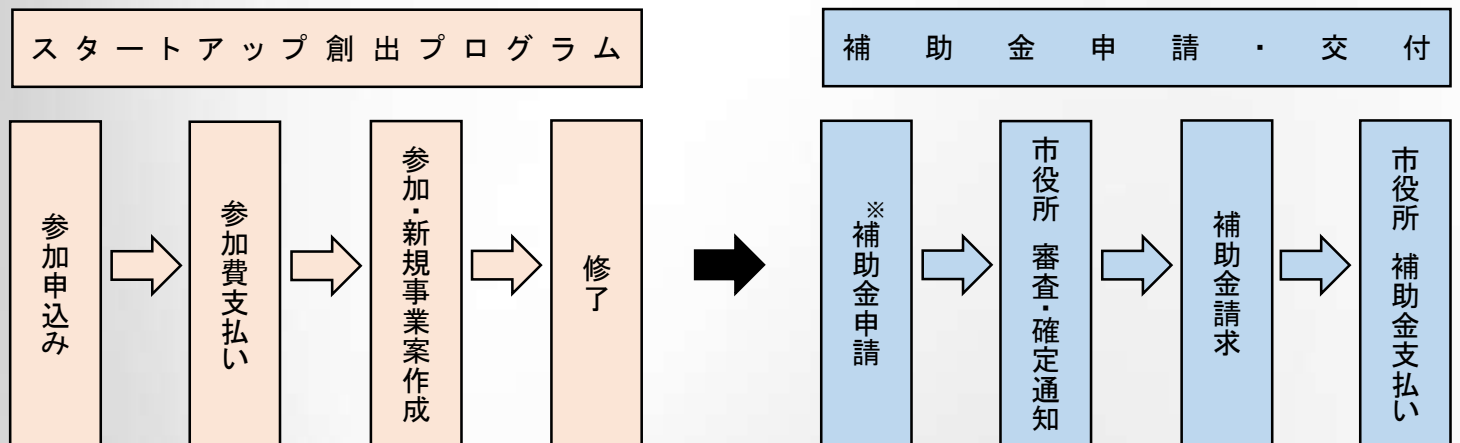 スタートアップ創出プログラム
補助金申請・交付
参加申込み
参加費支払い
参加・新規事業案作成
修了
※補助金申請
市役所 審査・確定通知
補助金請求
市役所 補助金支払い